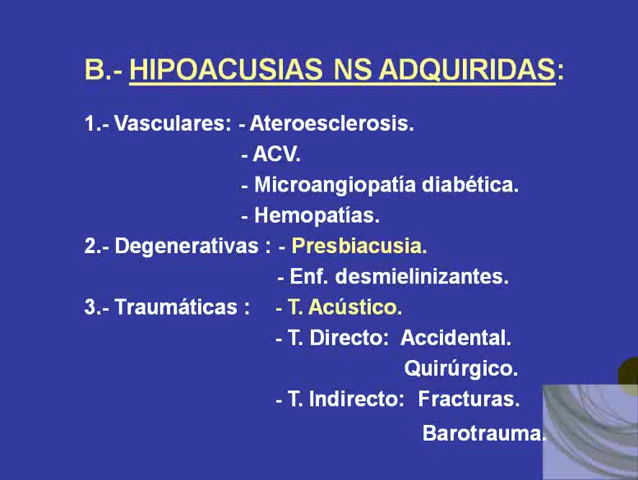 B.- HIPOACUSIAS NS ADQUIRIDAS:
1.- Vasculares: - Ateroesclerosis.
- ACV.
- Microangiopatía diabética.
- Hemopatías.
2.- Degenerativas : - Presbiacusia.
- Enf. desmielinizantes.
3.- Traumáticas : - T. Acústico.
- T. Directo: Accidental.
Quirúrgico.
- T. Indirecto: Fracturas.
Barotrauma.